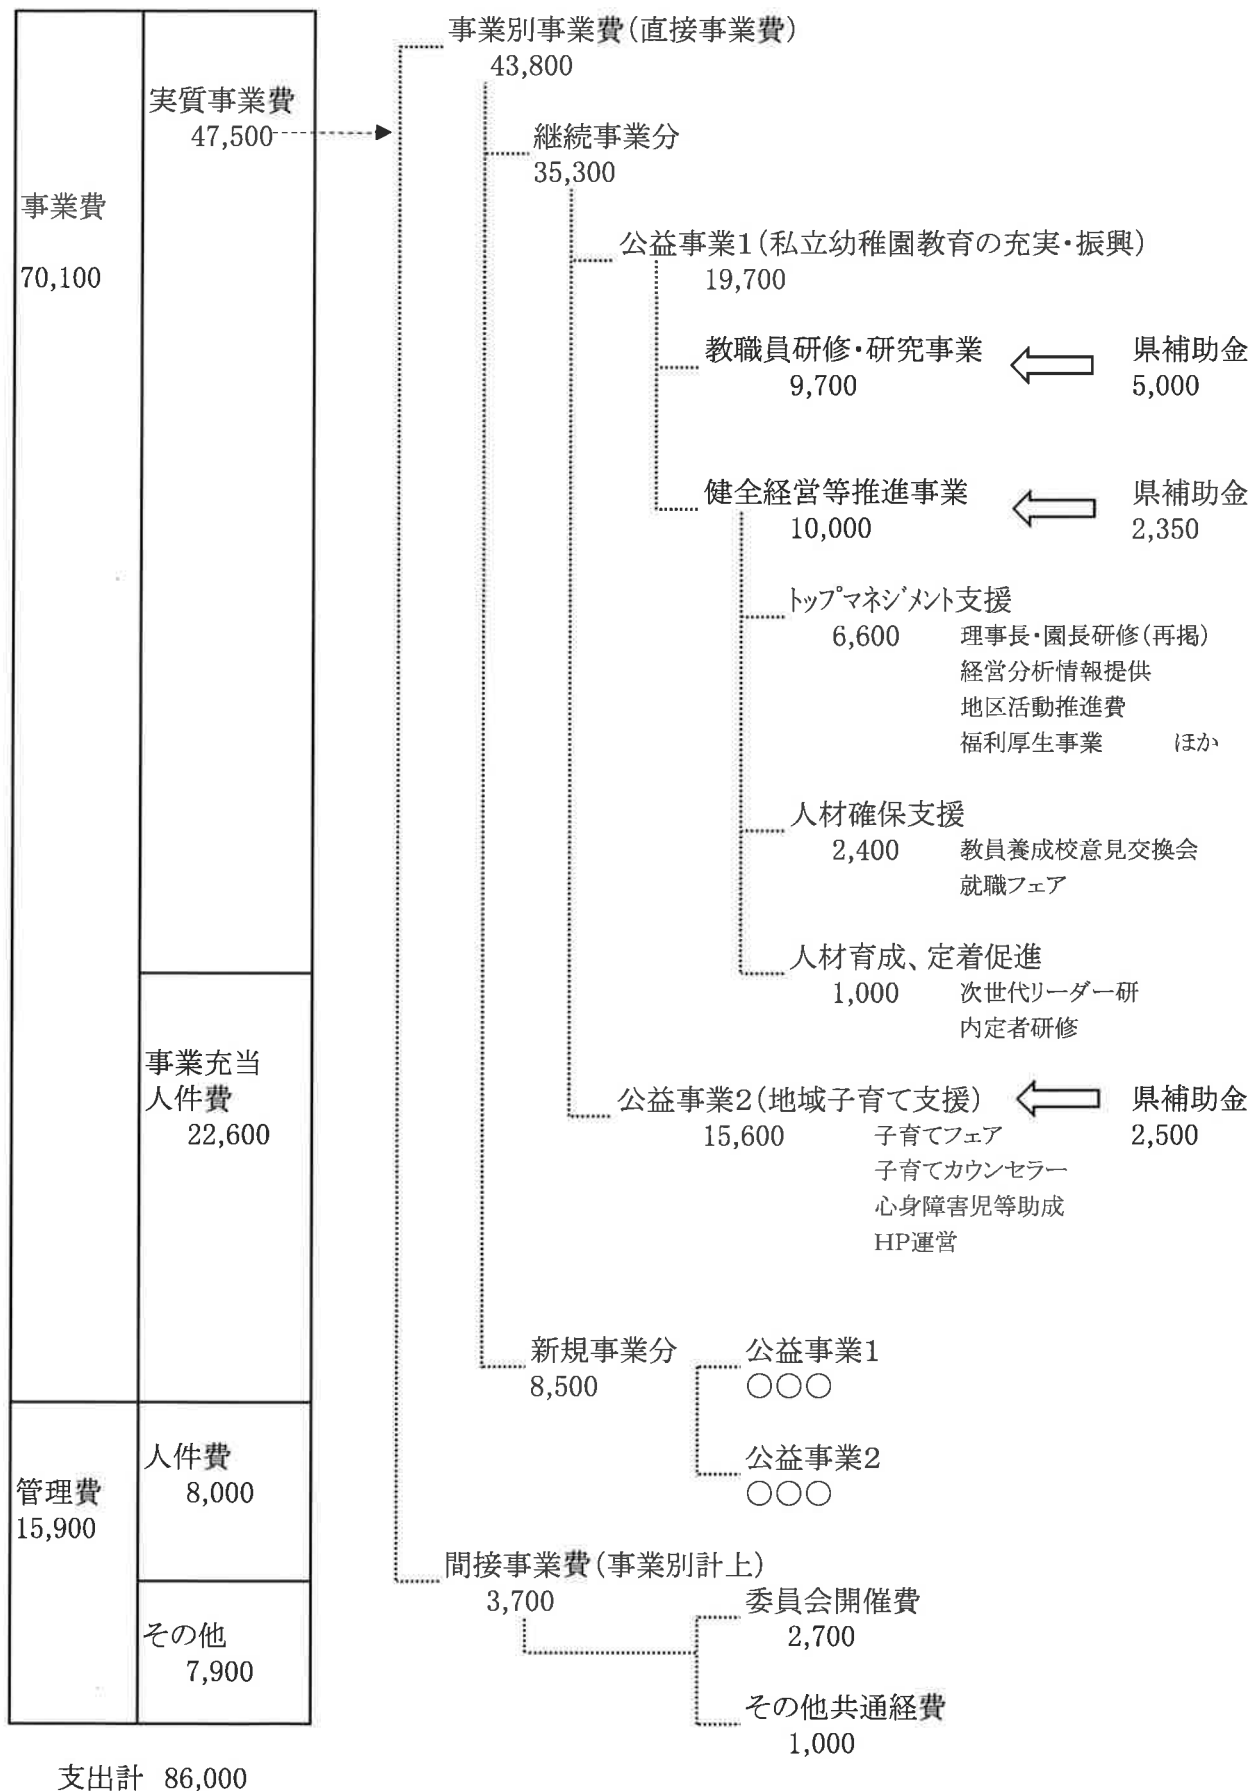 事業費
70,100
実質事業費
47,500
事業充当
人件費
22,600
管理費
15,900
人件費
8,000
その他
7,900
支出計 86,000
事業別事業費(直接事業費)
43,800
継続事業分
35,300
公益事業1(私立幼稚園教育の充実・振興)
19,700
教職員研修・研究事業
9,700
県補助金
5,000
健全経営等推進事業
10,000
県補助金
2,350
トップマネジメント支援
6,600 理事長・園長研修(再掲)
経営分析情報提供
地区活動推進費
福利厚生事業 ほか
人材確保支援
2,400 教員養成校意見交換会
就職フェア
人材育成、定着促進
1,000 次世代リーダー研
内定者研修
公益事業2(地域子育て支援)
県補助金
15,600 子育てフェア
2,500
子育てカウンセラー
心身障害児等助成
HP運営
新規事業分
8,500
公益事業1
〇〇〇
公益事業2
〇〇〇
間接事業費(事業別計上)
3,700
委員会開催費
2,700
その他共通経費
1,000